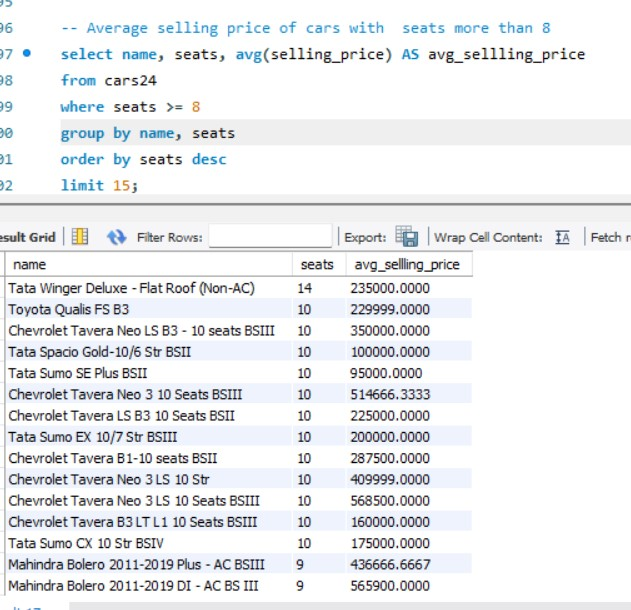 96 -- Average selling price of cars with seats more than 8
97 select name, seats, avg(selling_price) AS avg_sellling_price
98 from cars24
99 where seats >= 8
00 group by name, seats
01 order by seats desc
02 limit 15;
esult Grid Filter Rows: Export: Wrap Cell Content: IA Fetch r
name seats avg_sellling_price
Tata Winger Deluxe - Flat Roof (Non-AC) 14 235000.0000
Toyota Qualis FS B3 10 229999.0000
Chevrolet Tavera Neo LS B3 - 10 seats BSIII 10 350000.0000
Tata Spacio Gold-10/6 Str BSII 10 100000.0000
Tata Sumo SE Plus BSII 10 95000.0000
Chevrolet Tavera Neo 3 10 Seats BSIII 10 514666.3333
Chevrolet Tavera LS B3 10 Seats BSII 10 225000.0000
Tata Sumo EX 10/7 Str BSIII 10 200000.0000
Chevrolet Tavera B1-10 seats BSII 10 287500.0000
Chevrolet Tavera Neo 3 LS 10 Str 10 409999.0000
Chevrolet Tavera Neo 3 LS 10 Seats BSIII 10 568500.0000
Chevrolet Tavera B3 LT L1 10 Seats BSIII 10 160000.0000
Tata Sumo CX 10 Str BSIV 10 175000.0000
Mahindra Bolero 2011-2019 Plus - AC BSIII 9 436666.6667
Mahindra Bolero 2011-2019 DI - AC BS III 9 565900.0000